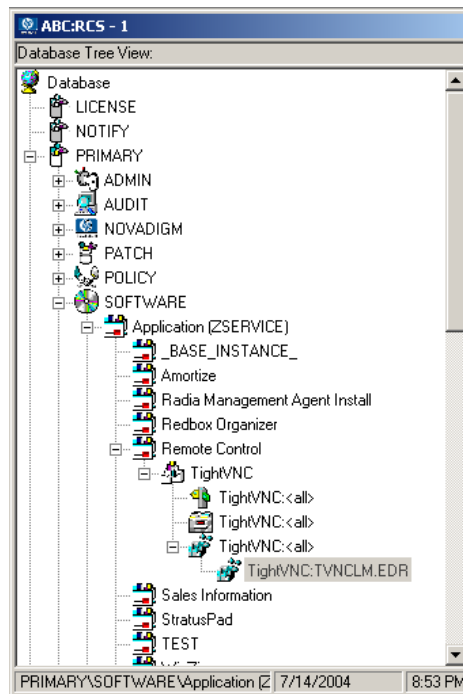 ABC:RCS - 1
Database Tree View:
Database
LICENSE
NOTIFY
PRIMARY
ADMIN
AUDIT
NOVADIGM
PATCH
POLICY
SOFTWARE
Application (ZSERVICE)
_BASE_INSTANCE_
Amortize
Radia Management Agent Install
Redbox Organizer
Remote Control
TightVNC
TightVNC:<all>
TightVNC:<all>
TightVNC:<all>
TightVNC:TVNCLM.EDR
Sales Information
StratusPad
TEST
PRIMARY\SOFTWARE\Application (Z 7/14/2004 8:53 PM